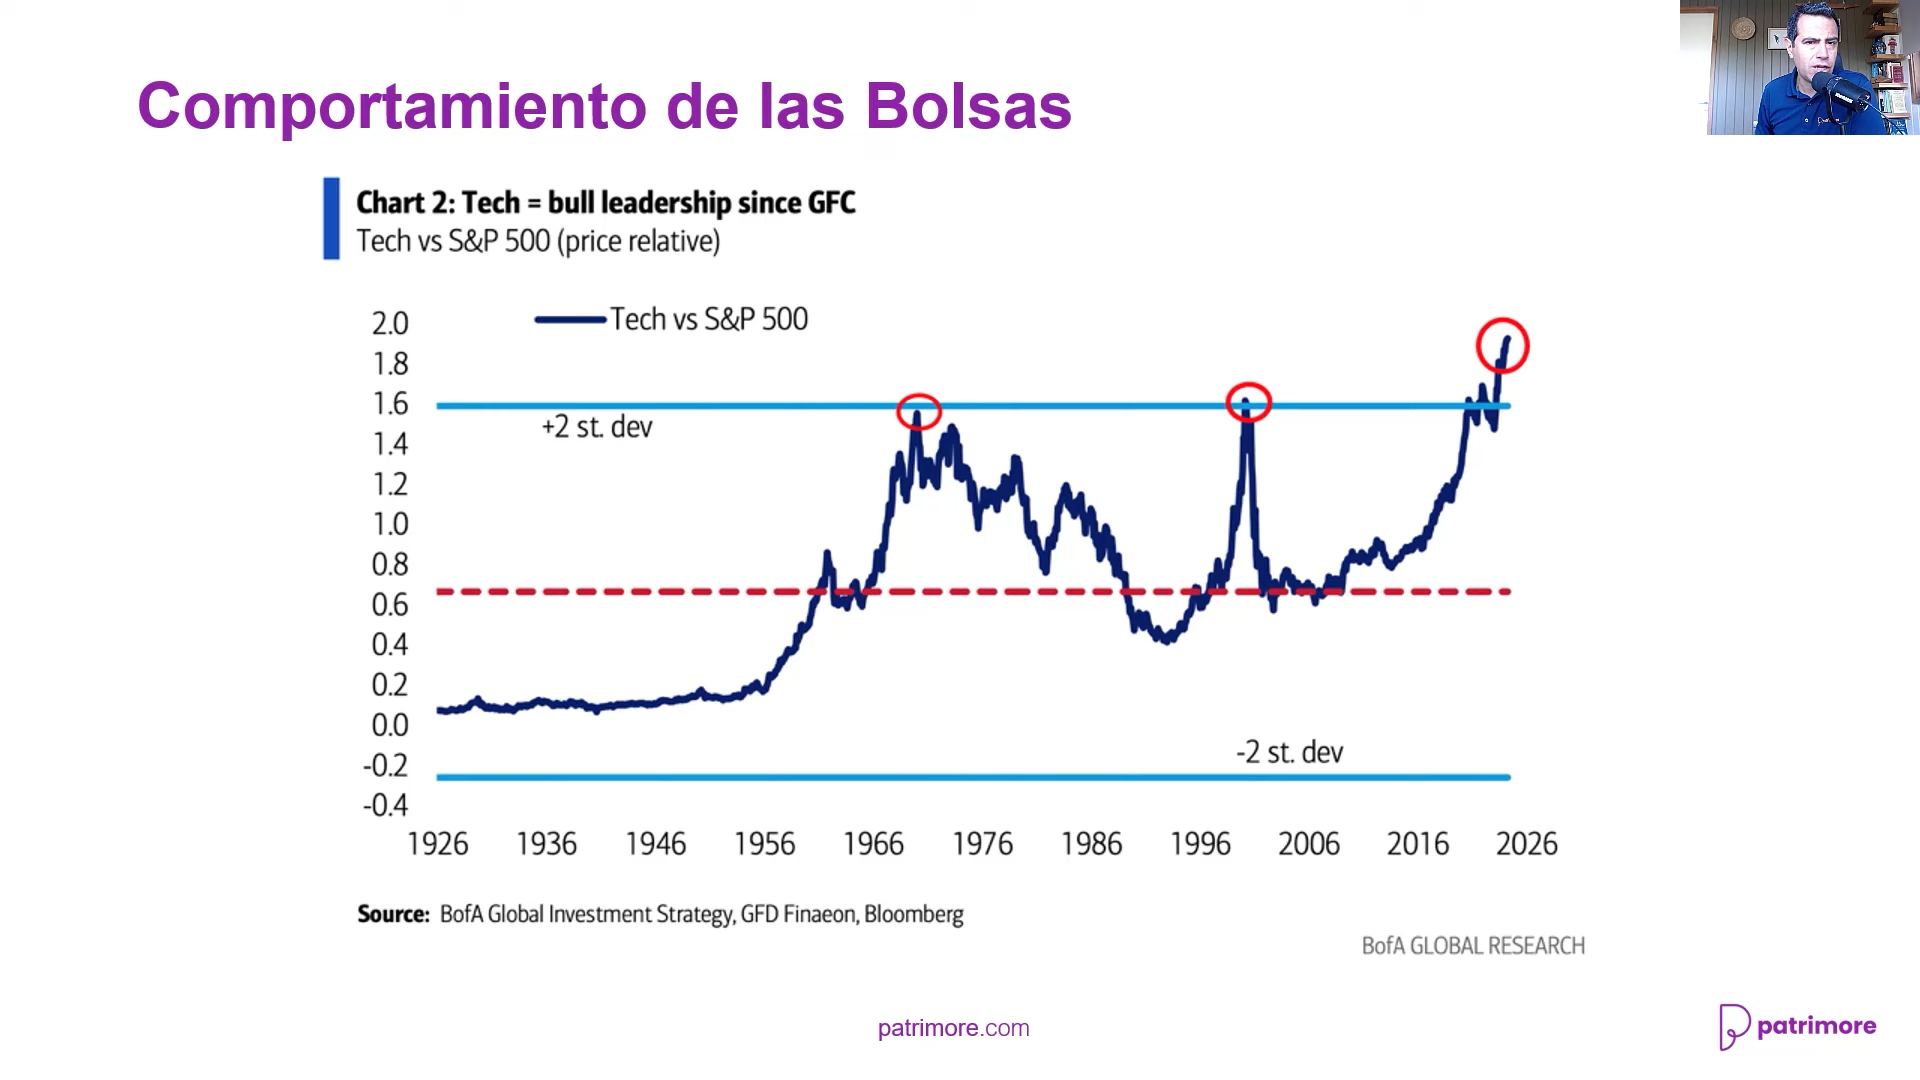 Comportamiento de las Bolsas
Chart 2: Tech = bull leadership since GFC
Tech vs S&P 500 (price relative)
Tech vs S&P 500
2.0
1.8
1.6
1.4
1.2
1.0
0.8
0.6
0.4
0.2
0.0
-0.2
-0.4
+2 st. dev
-2 st. dev
1926 1936 1946 1956 1966 1976 1986 1996 2006 2016 2026
Source: BofA Global Investment Strategy, GFD Finaeon, Bloomberg
BofA GLOBAL RESEARCH
patrimore.com
patrimore